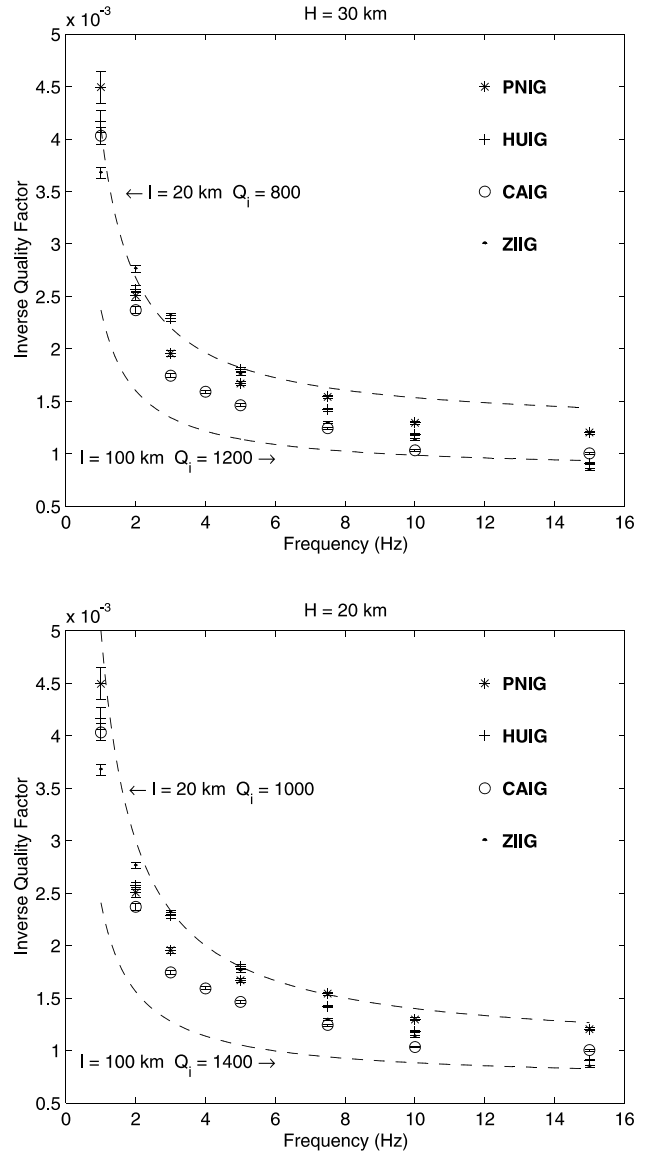 H = 30 km
x 10⁻³
5
4.5
4
3.5
3
2.5
2
1.5
1
0.5
Inverse Quality Factor
PNIG
HUIG
CAIG
ZIIG
← l = 20 km Qᵢ = 800
l = 100 km Qᵢ = 1200 →
0 2 4 6 8 10 12 14 16
Frequency (Hz)
H = 20 km
x 10⁻³
5
4.5
4
3.5
3
2.5
2
1.5
1
0.5
Inverse Quality Factor
PNIG
HUIG
CAIG
ZIIG
← l = 20 km Qᵢ = 1000
l = 100 km Qᵢ = 1400 →
0 2 4 6 8 10 12 14 16
Frequency (Hz)